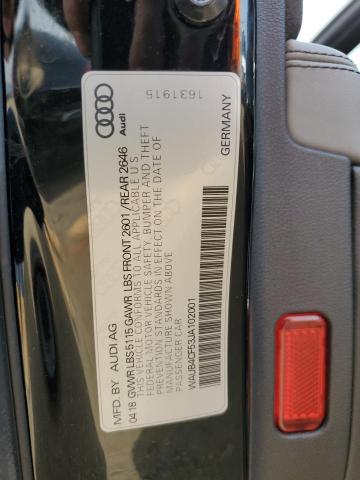 1631915
Audi
GERMANY
MFD. BY AUDI AG
04 18 GVWR LBS 5115 GAWR LBS FRONT 2601 / REAR 2646
THIS VEHICLE CONFORMS TO ALL APPLICABLE U S
FEDERAL MOTOR VEHICLE SAFETY, BUMPER AND THEFT
PREVENTION STANDARDS IN EFFECT ON THE DATE OF
MANUFACTURE SHOWN ABOVE.
PASSENGER CAR
WAUB4CF53JA102001